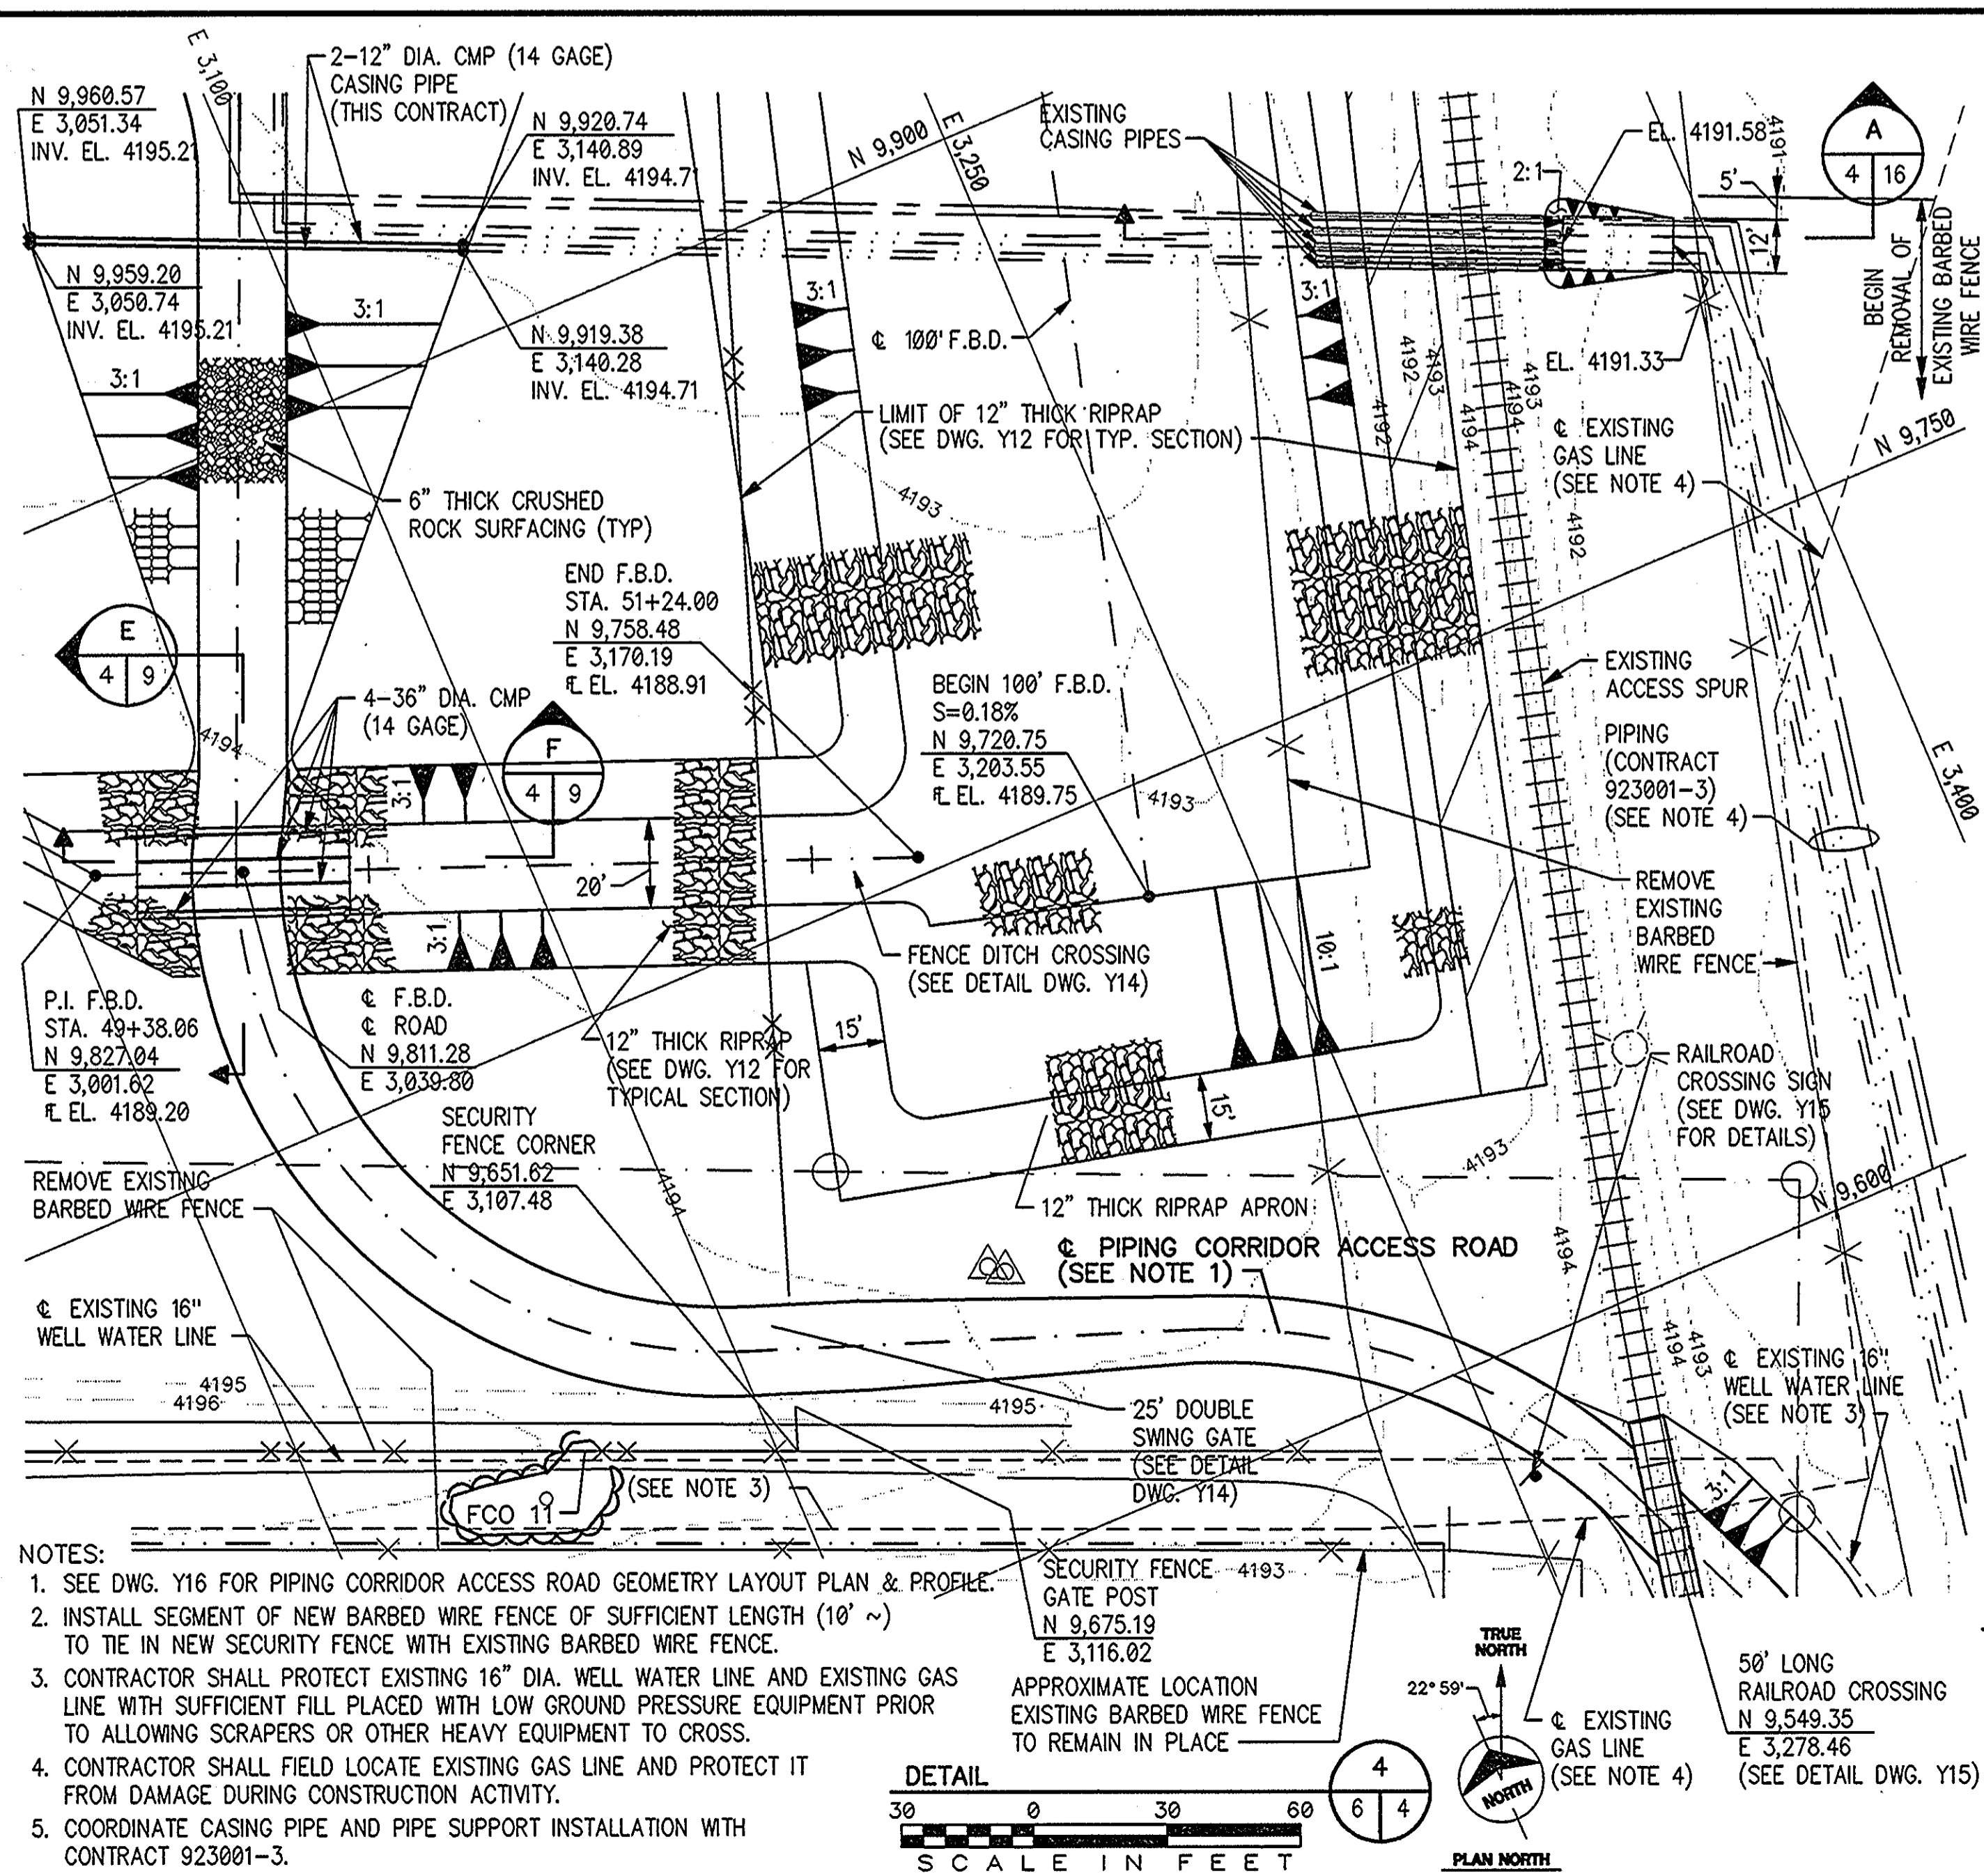 E 3,100
2-12" DIA. CMP (14 GAGE)
CASING PIPE
(THIS CONTRACT)
N 9,960.57
E 3,051.34
INV. EL. 4195.21
N 9,920.74
E 3,140.89
INV. EL. 4194.71
N 9,900
E 3,250
EXISTING
CASING PIPES
EL. 4191.58
4191
A
4 16
2:1
5'
12'
BEGIN
REMOVAL OF
EXISTING BARBED
WIRE FENCE
N 9,959.20
E 3,050.74
INV. EL. 4195.21
3:1
N 9,919.38
E 3,140.28
INV. EL. 4194.71
3:1
℄ 100' F.B.D.
3:1
4192
4193
4192
4194
4194
4193
EL. 4191.33
3:1
LIMIT OF 12" THICK RIPRAP
(SEE DWG. Y12 FOR TYP. SECTION)
℄ EXISTING
GAS LINE
(SEE NOTE 4)
N 9,750
4193
4192
6" THICK CRUSHED
ROCK SURFACING (TYP)
END F.B.D.
STA. 51+24.00
N 9,758.48
E 3,170.19
℄ EL. 4188.91
E
4 9
4-36" DIA. CMP
(14 GAGE)
4194
F
4 9
3:1
BEGIN 100' F.B.D.
S=0.18%
N 9,720.75
E 3,203.55
℄ EL. 4189.75
4193
EXISTING
ACCESS SPUR
PIPING
(CONTRACT
923001-3)
(SEE NOTE 4)
E 3,400
20'
3:1
REMOVE
EXISTING
BARBED
WIRE FENCE
10:1
FENCE DITCH CROSSING
(SEE DETAIL DWG. Y14)
P.I. F.B.D.
STA. 49+38.06
N 9,827.04
E 3,001.62
℄ EL. 4189.20
℄ F.B.D.
℄ ROAD
N 9,811.28
E 3,039.80
12" THICK RIPRAP
(SEE DWG. Y12 FOR
TYPICAL SECTION)
15'
15'
RAILROAD
CROSSING SIGN
(SEE DWG. Y15
FOR DETAILS)
SECURITY
FENCE CORNER
N 9,651.62
E 3,107.48
4194
4193
REMOVE EXISTING
BARBED WIRE FENCE
12" THICK RIPRAP APRON
N 9,600
℄ PIPING CORRIDOR ACCESS ROAD
(SEE NOTE 1)
4194
℄ EXISTING 16"
WELL WATER LINE
4194
4193
℄ EXISTING 16"
WELL WATER LINE
(SEE NOTE 3)
4195
4196
4195
25' DOUBLE
SWING GATE
(SEE DETAIL
DWG. Y14)
3:1
FCO 11
(SEE NOTE 3)
NOTES:
1. SEE DWG. Y16 FOR PIPING CORRIDOR ACCESS ROAD GEOMETRY LAYOUT PLAN & PROFILE.
2. INSTALL SEGMENT OF NEW BARBED WIRE FENCE OF SUFFICIENT LENGTH (10' ~)
TO TIE IN NEW SECURITY FENCE WITH EXISTING BARBED WIRE FENCE.
3. CONTRACTOR SHALL PROTECT EXISTING 16" DIA. WELL WATER LINE AND EXISTING GAS
LINE WITH SUFFICIENT FILL PLACED WITH LOW GROUND PRESSURE EQUIPMENT PRIOR
TO ALLOWING SCRAPERS OR OTHER HEAVY EQUIPMENT TO CROSS.
4. CONTRACTOR SHALL FIELD LOCATE EXISTING GAS LINE AND PROTECT IT
FROM DAMAGE DURING CONSTRUCTION ACTIVITY.
5. COORDINATE CASING PIPE AND PIPE SUPPORT INSTALLATION WITH
CONTRACT 923001-3.
SECURITY FENCE
GATE POST
N 9,675.19
E 3,116.02
4193
APPROXIMATE LOCATION
EXISTING BARBED WIRE FENCE
TO REMAIN IN PLACE
TRUE
NORTH
22°59'
NORTH
PLAN NORTH
℄ EXISTING
GAS LINE
(SEE NOTE 4)
50' LONG
RAILROAD CROSSING
N 9,549.35
E 3,278.46
(SEE DETAIL DWG. Y15)
DETAIL
4
6 4
30 0 30 60
SCALE IN FEET